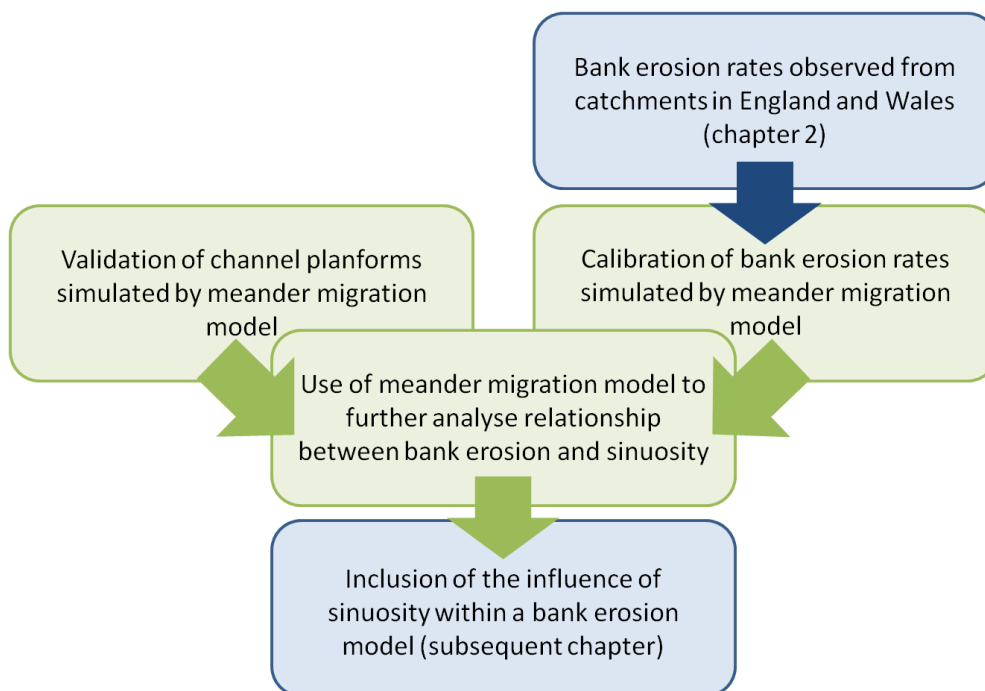 Bank erosion rates observed from
catchments in England and Wales
(chapter 2)
Validation of channel planforms
simulated by meander migration
model
Calibration of bank erosion rates
simulated by meander migration
model
Use of meander migration model to
further analyse relationship
between bank erosion and sinuosity
Inclusion of the influence of
sinuosity within a bank erosion
model (subsequent chapter)